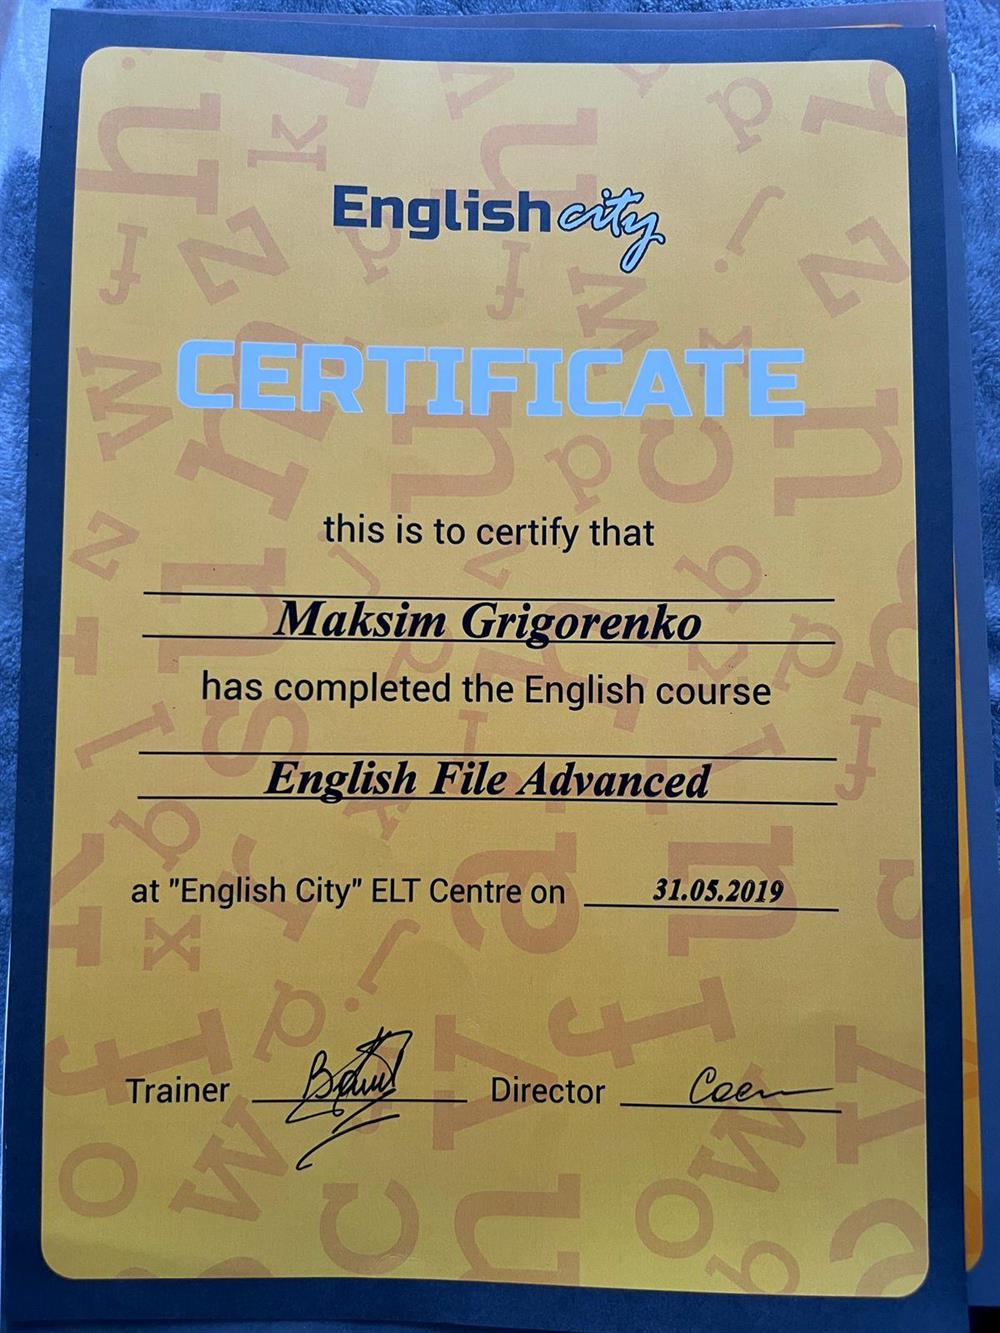 English city
CERTIFICATE
this is to certify that
Maksim Grigorenko
has completed the English course
English File Advanced
at "English City" ELT Centre on 31.05.2019
Trainer Director